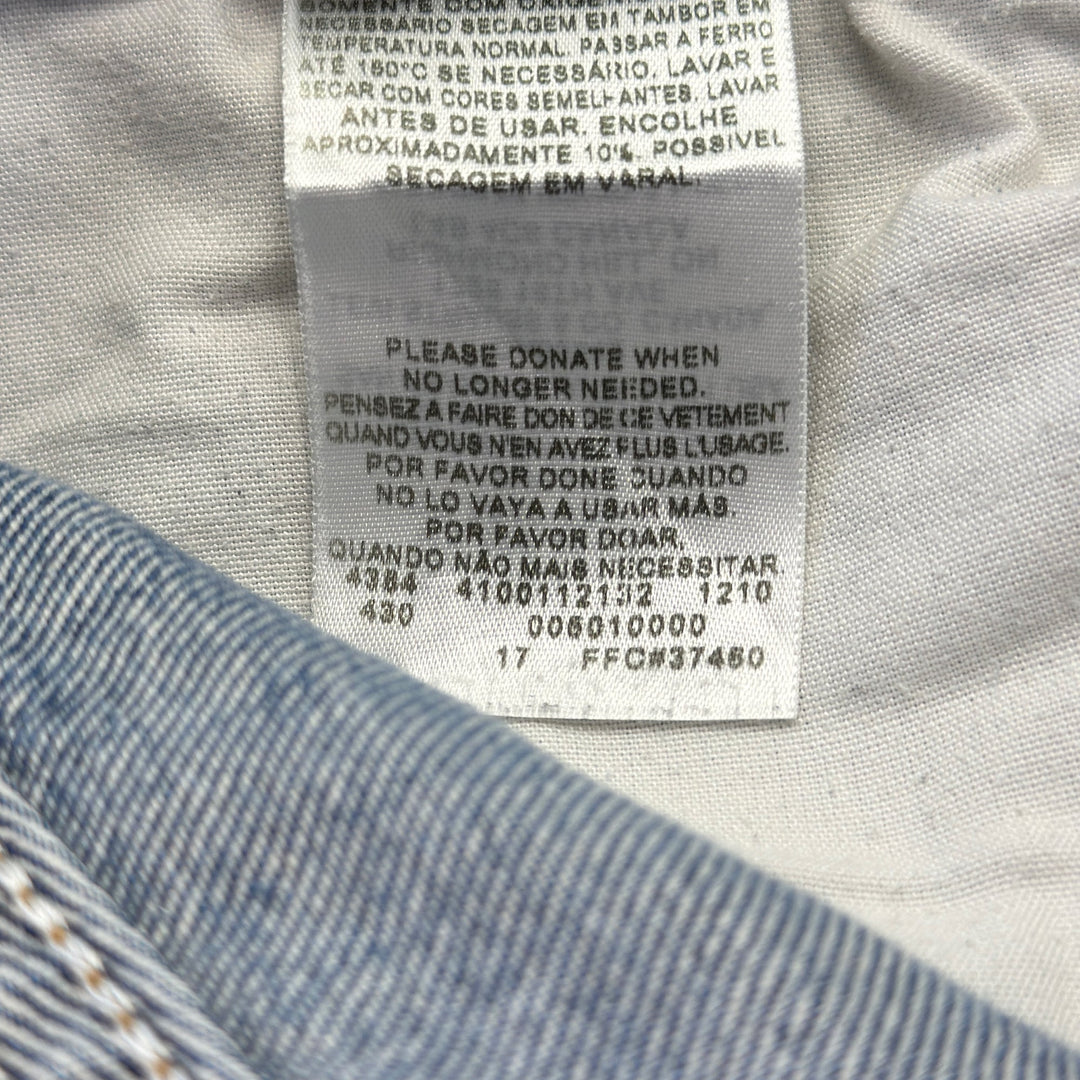 SOMENTE COM
NECESSÁRIO SECAGEM EM TAMBOR EM
TEMPERATURA NORMAL. PASSAR A FERRO
ATÉ 150°C SE NECESSÁRIO. LAVAR E
SECAR COM CORES SEMELHANTES. LAVAR
ANTES DE USAR. ENCOLHE
APROXIMADAMENTE 10%. POSSIVEL
SECAGEM EM VARAL.
PLEASE DONATE WHEN
NO LONGER NEEDED.
PENSEZ A FAIRE DON DE CE VETEMENT
QUAND VOUS N'EN AVEZ PLUS L'USAGE.
POR FAVOR DONE CUANDO
NO LO VAYA A USAR MÁS.
POR FAVOR DOAR,
QUANDO NÃO MAIS NECESSITAR
4384 1210
430 006010000
17 FFC#37460